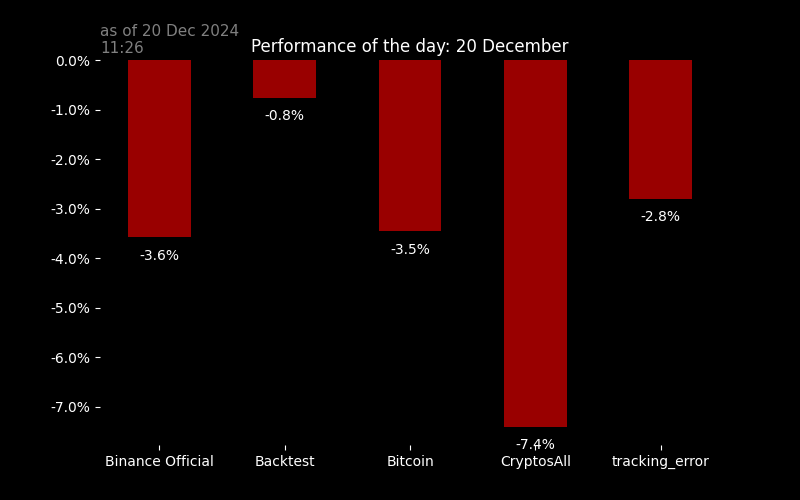 as of 20 Dec 2024
11:26
Performance of the day: 20 December
0.0%
-1.0%
-2.0%
-3.0%
-4.0%
-5.0%
-6.0%
-7.0%
-3.6%
-0.8%
-3.5%
-7.4%
-2.8%
Binance Official
Backtest
Bitcoin
CryptosAll
tracking_error